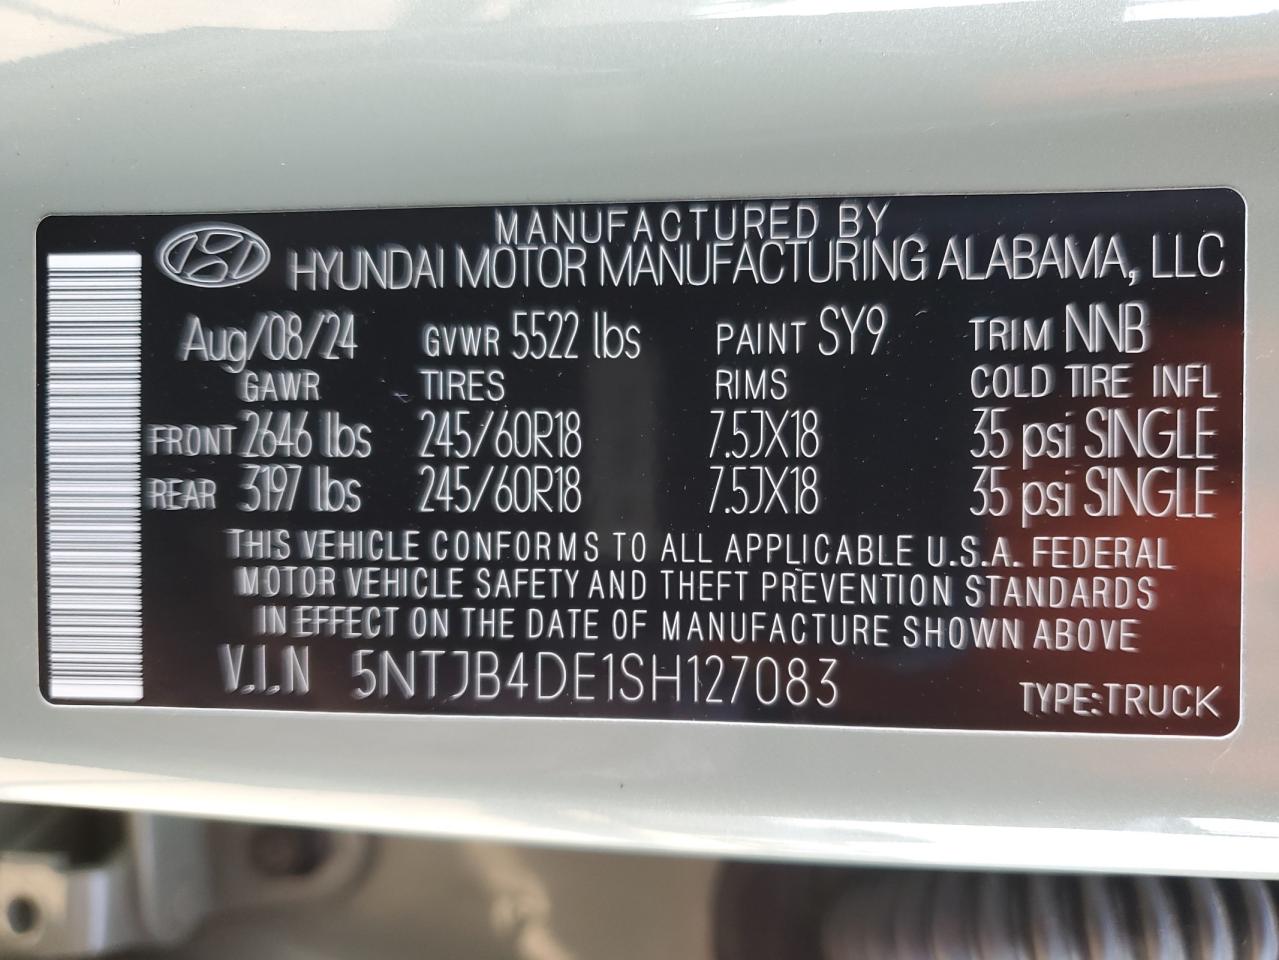 MANUFACTURED BY
HYUNDAI MOTOR MANUFACTURING ALABAMA, LLC
Aug/08/24 GVWR 5522 lbs PAINT SY9 TRIM NNB
GAWR TIRES RIMS COLD TIRE INFL
FRONT 2646 lbs 245/60R18 7.5JX18 35 psi SINGLE
REAR 3197 lbs 245/60R18 7.5JX18 35 psi SINGLE
THIS VEHICLE CONFORMS TO ALL APPLICABLE U.S.A. FEDERAL
MOTOR VEHICLE SAFETY AND THEFT PREVENTION STANDARDS
IN EFFECT ON THE DATE OF MANUFACTURE SHOWN ABOVE
V.I.N 5NTJB4DE1SH127083 TYPE:TRUCK